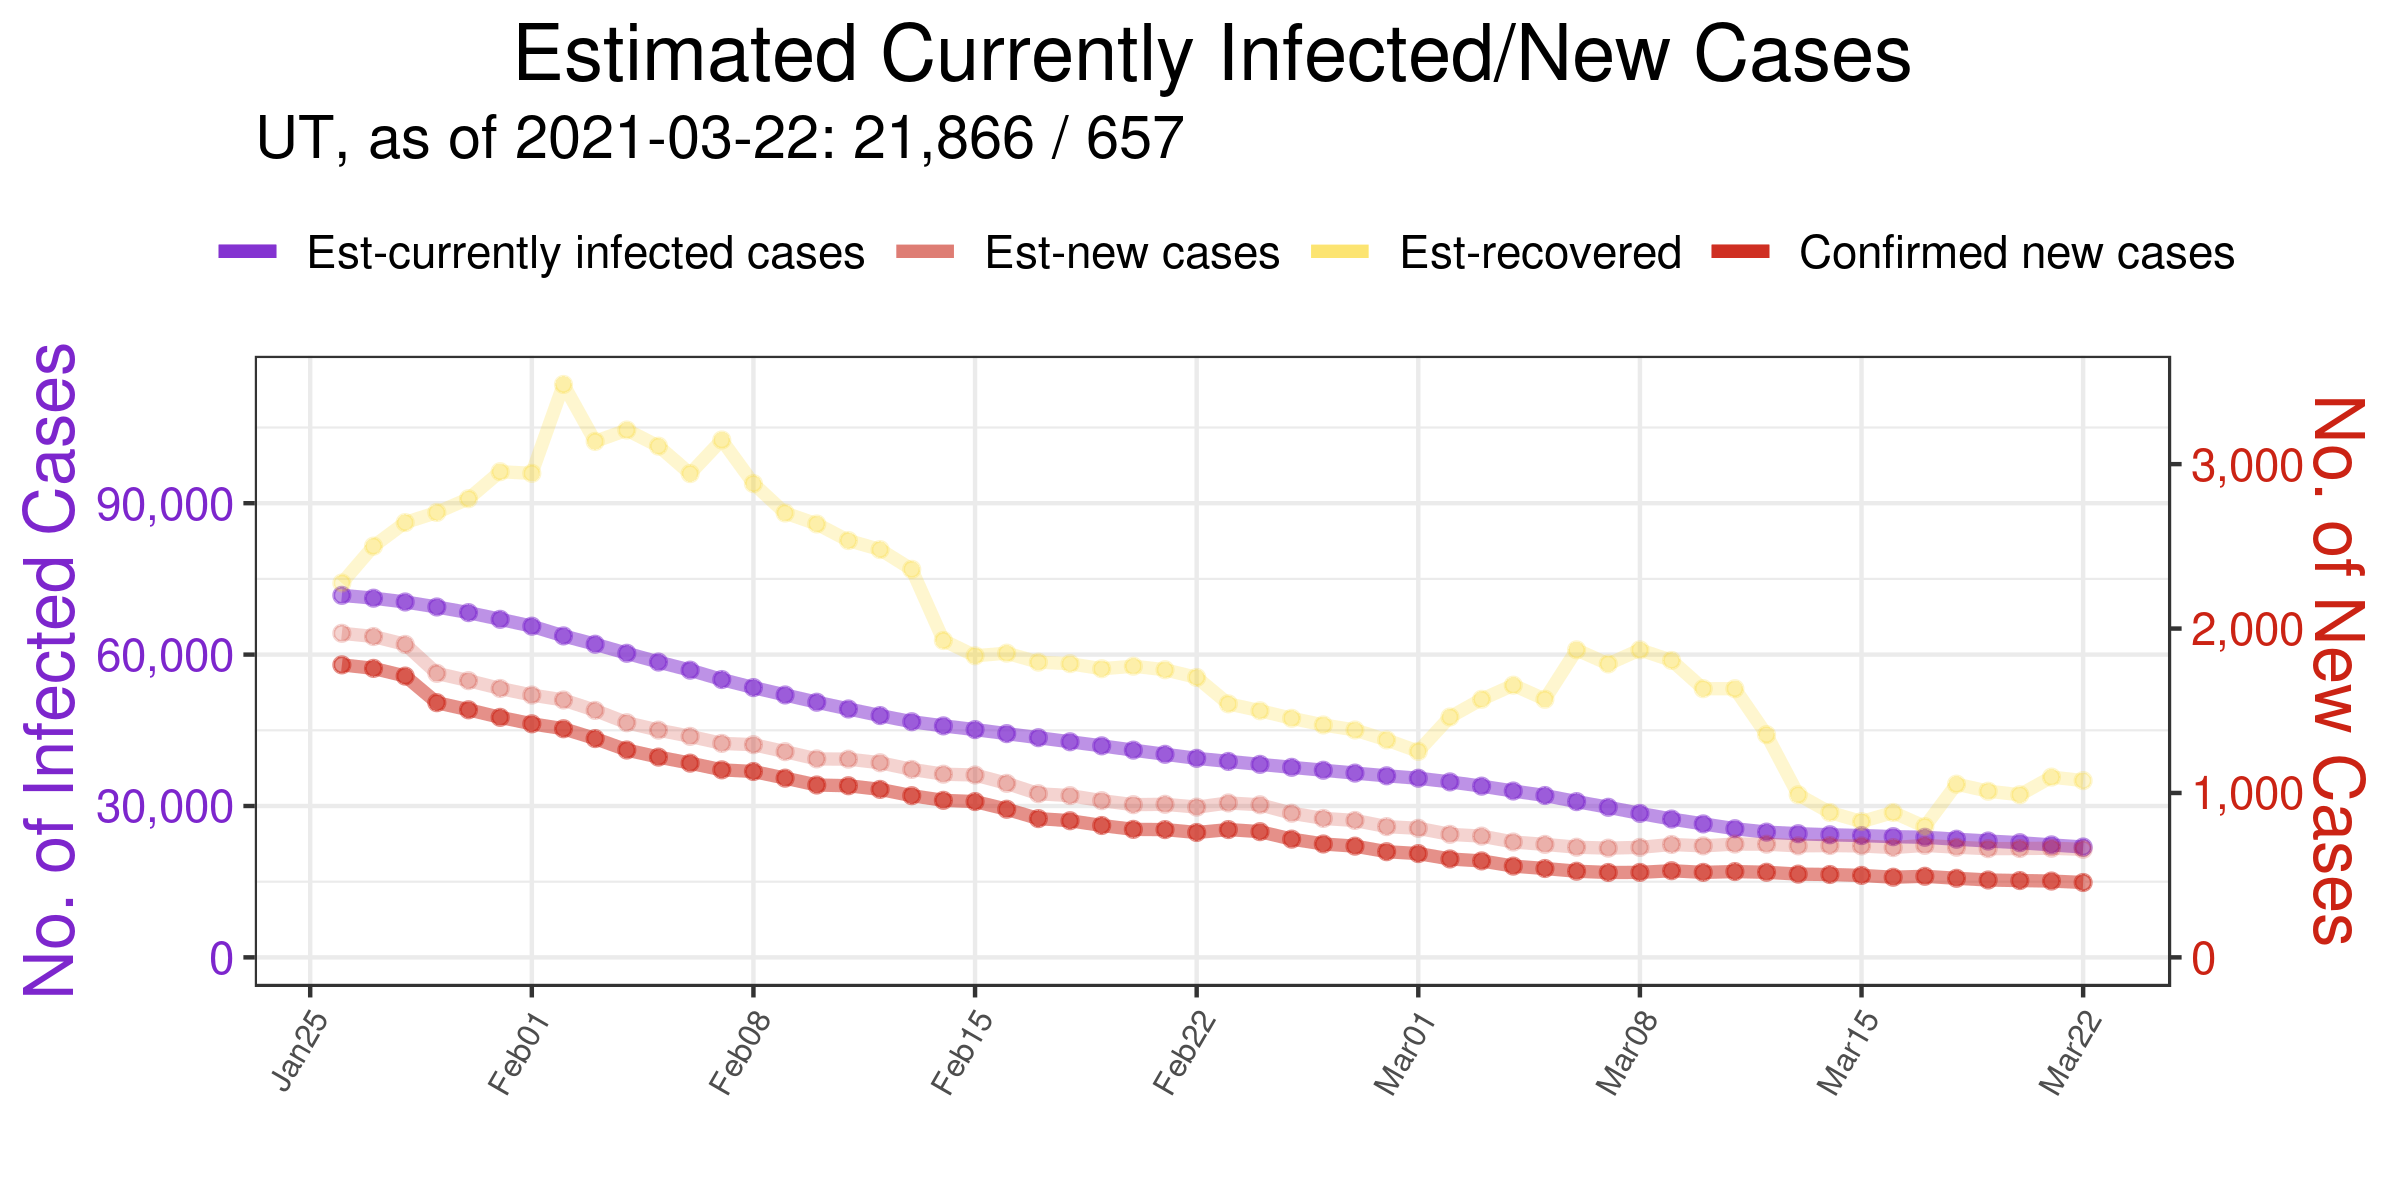 Estimated Currently Infected/New Cases
UT, as of 2021-03-22: 21,866 / 657
Est-currently infected cases Est-new cases Est-recovered Confirmed new cases
No. of Infected Cases
90,000
60,000
30,000
0
3,000
2,000
1,000
0
No. of New Cases
Jan25 Feb01 Feb08 Feb15 Feb22 Mar01 Mar08 Mar15 Mar22